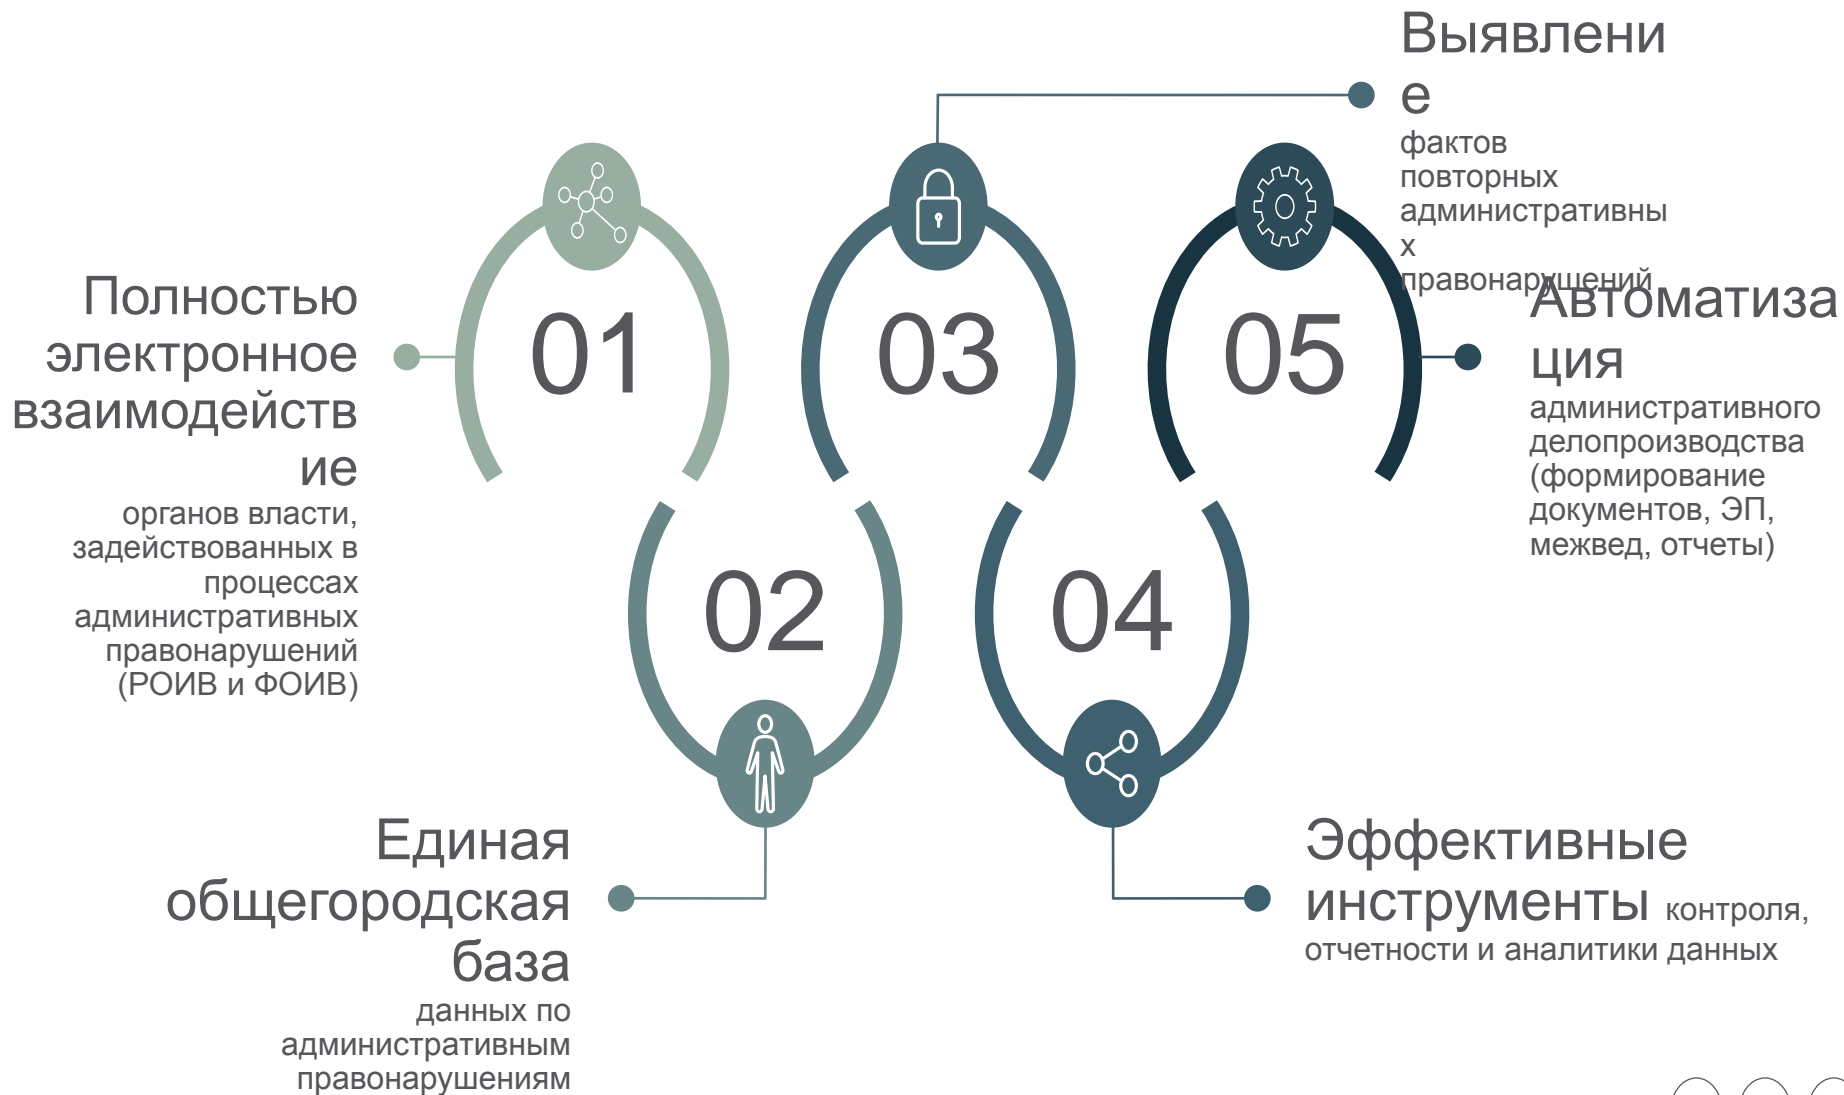 Выявлени
е
фактов
повторных
административны
х
правонарушений
01
03
05
Полностью
электронное
взаимодейств
ие
органов власти,
задействованных в
процессах
административных
правонарушений
(РОИВ и ФОИВ)
Автоматиза
ция
административного
делопроизводства
(формирование
документов, ЭП,
межвед, отчеты)
02
04
Единая
общегородская
база
данных по
административным
правонарушениям
Эффективные
инструменты контроля,
отчетности и аналитики данных